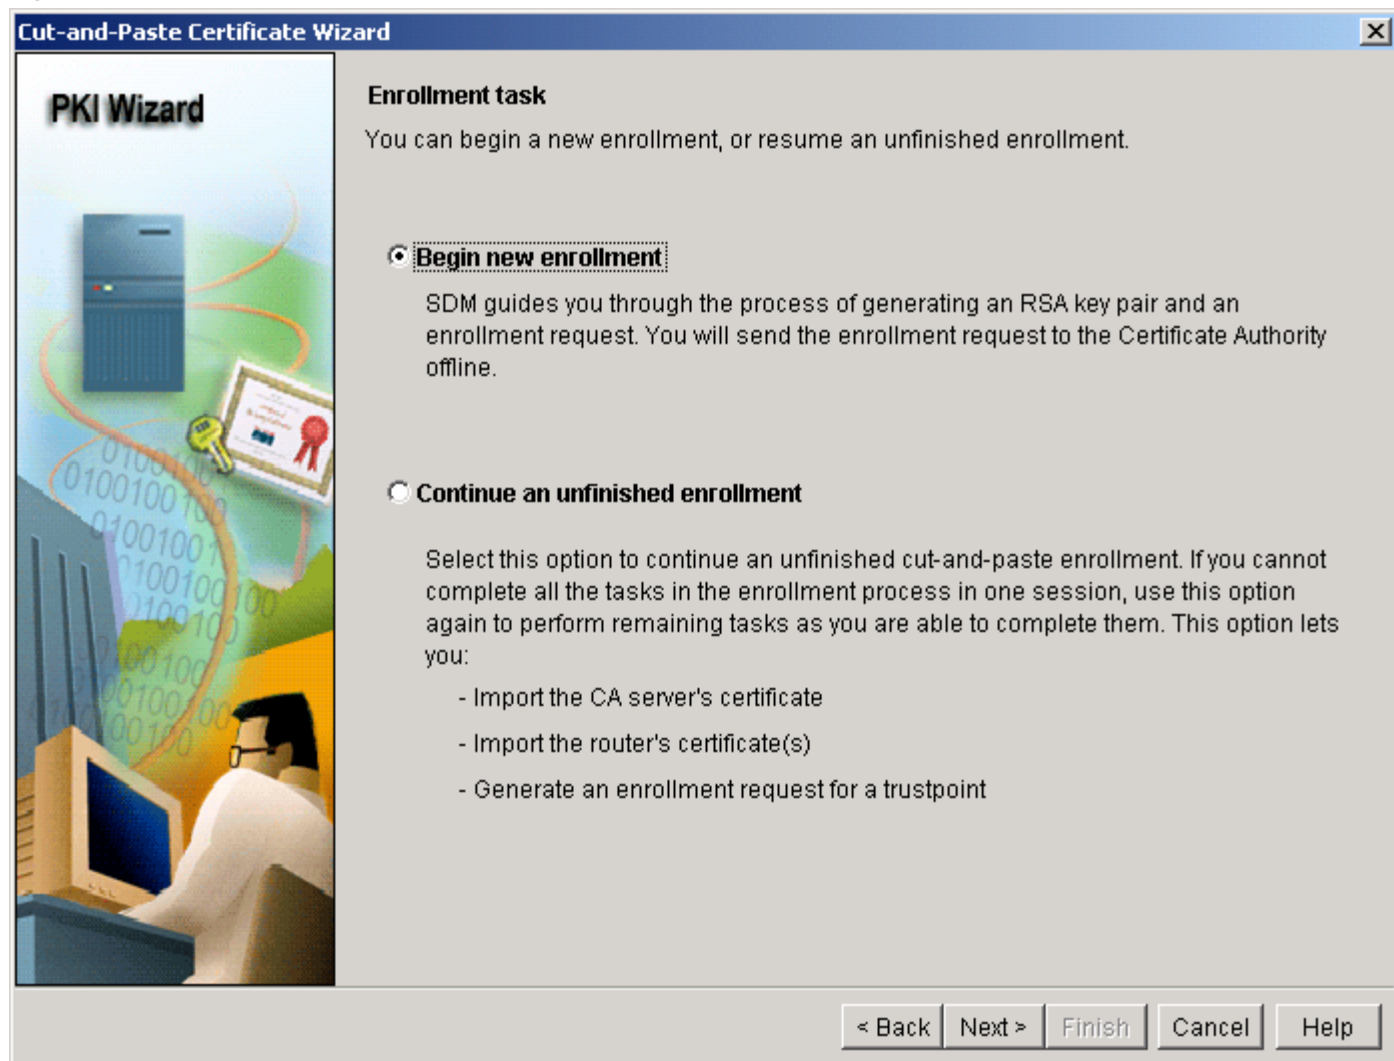 Cut-and-Paste Certificate Wizard
PKI Wizard
Enrollment task
You can begin a new enrollment, or resume an unfinished enrollment.
Begin new enrollment
SDM guides you through the process of generating an RSA key pair and an
enrollment request. You will send the enrollment request to the Certificate Authority
offline.
Continue an unfinished enrollment
Select this option to continue an unfinished cut-and-paste enrollment. If you cannot
complete all the tasks in the enrollment process in one session, use this option
again to perform remaining tasks as you are able to complete them. This option lets
you:
- Import the CA server's certificate
- Import the router's certificate(s)
- Generate an enrollment request for a trustpoint
< Back Next > Finish Cancel Help